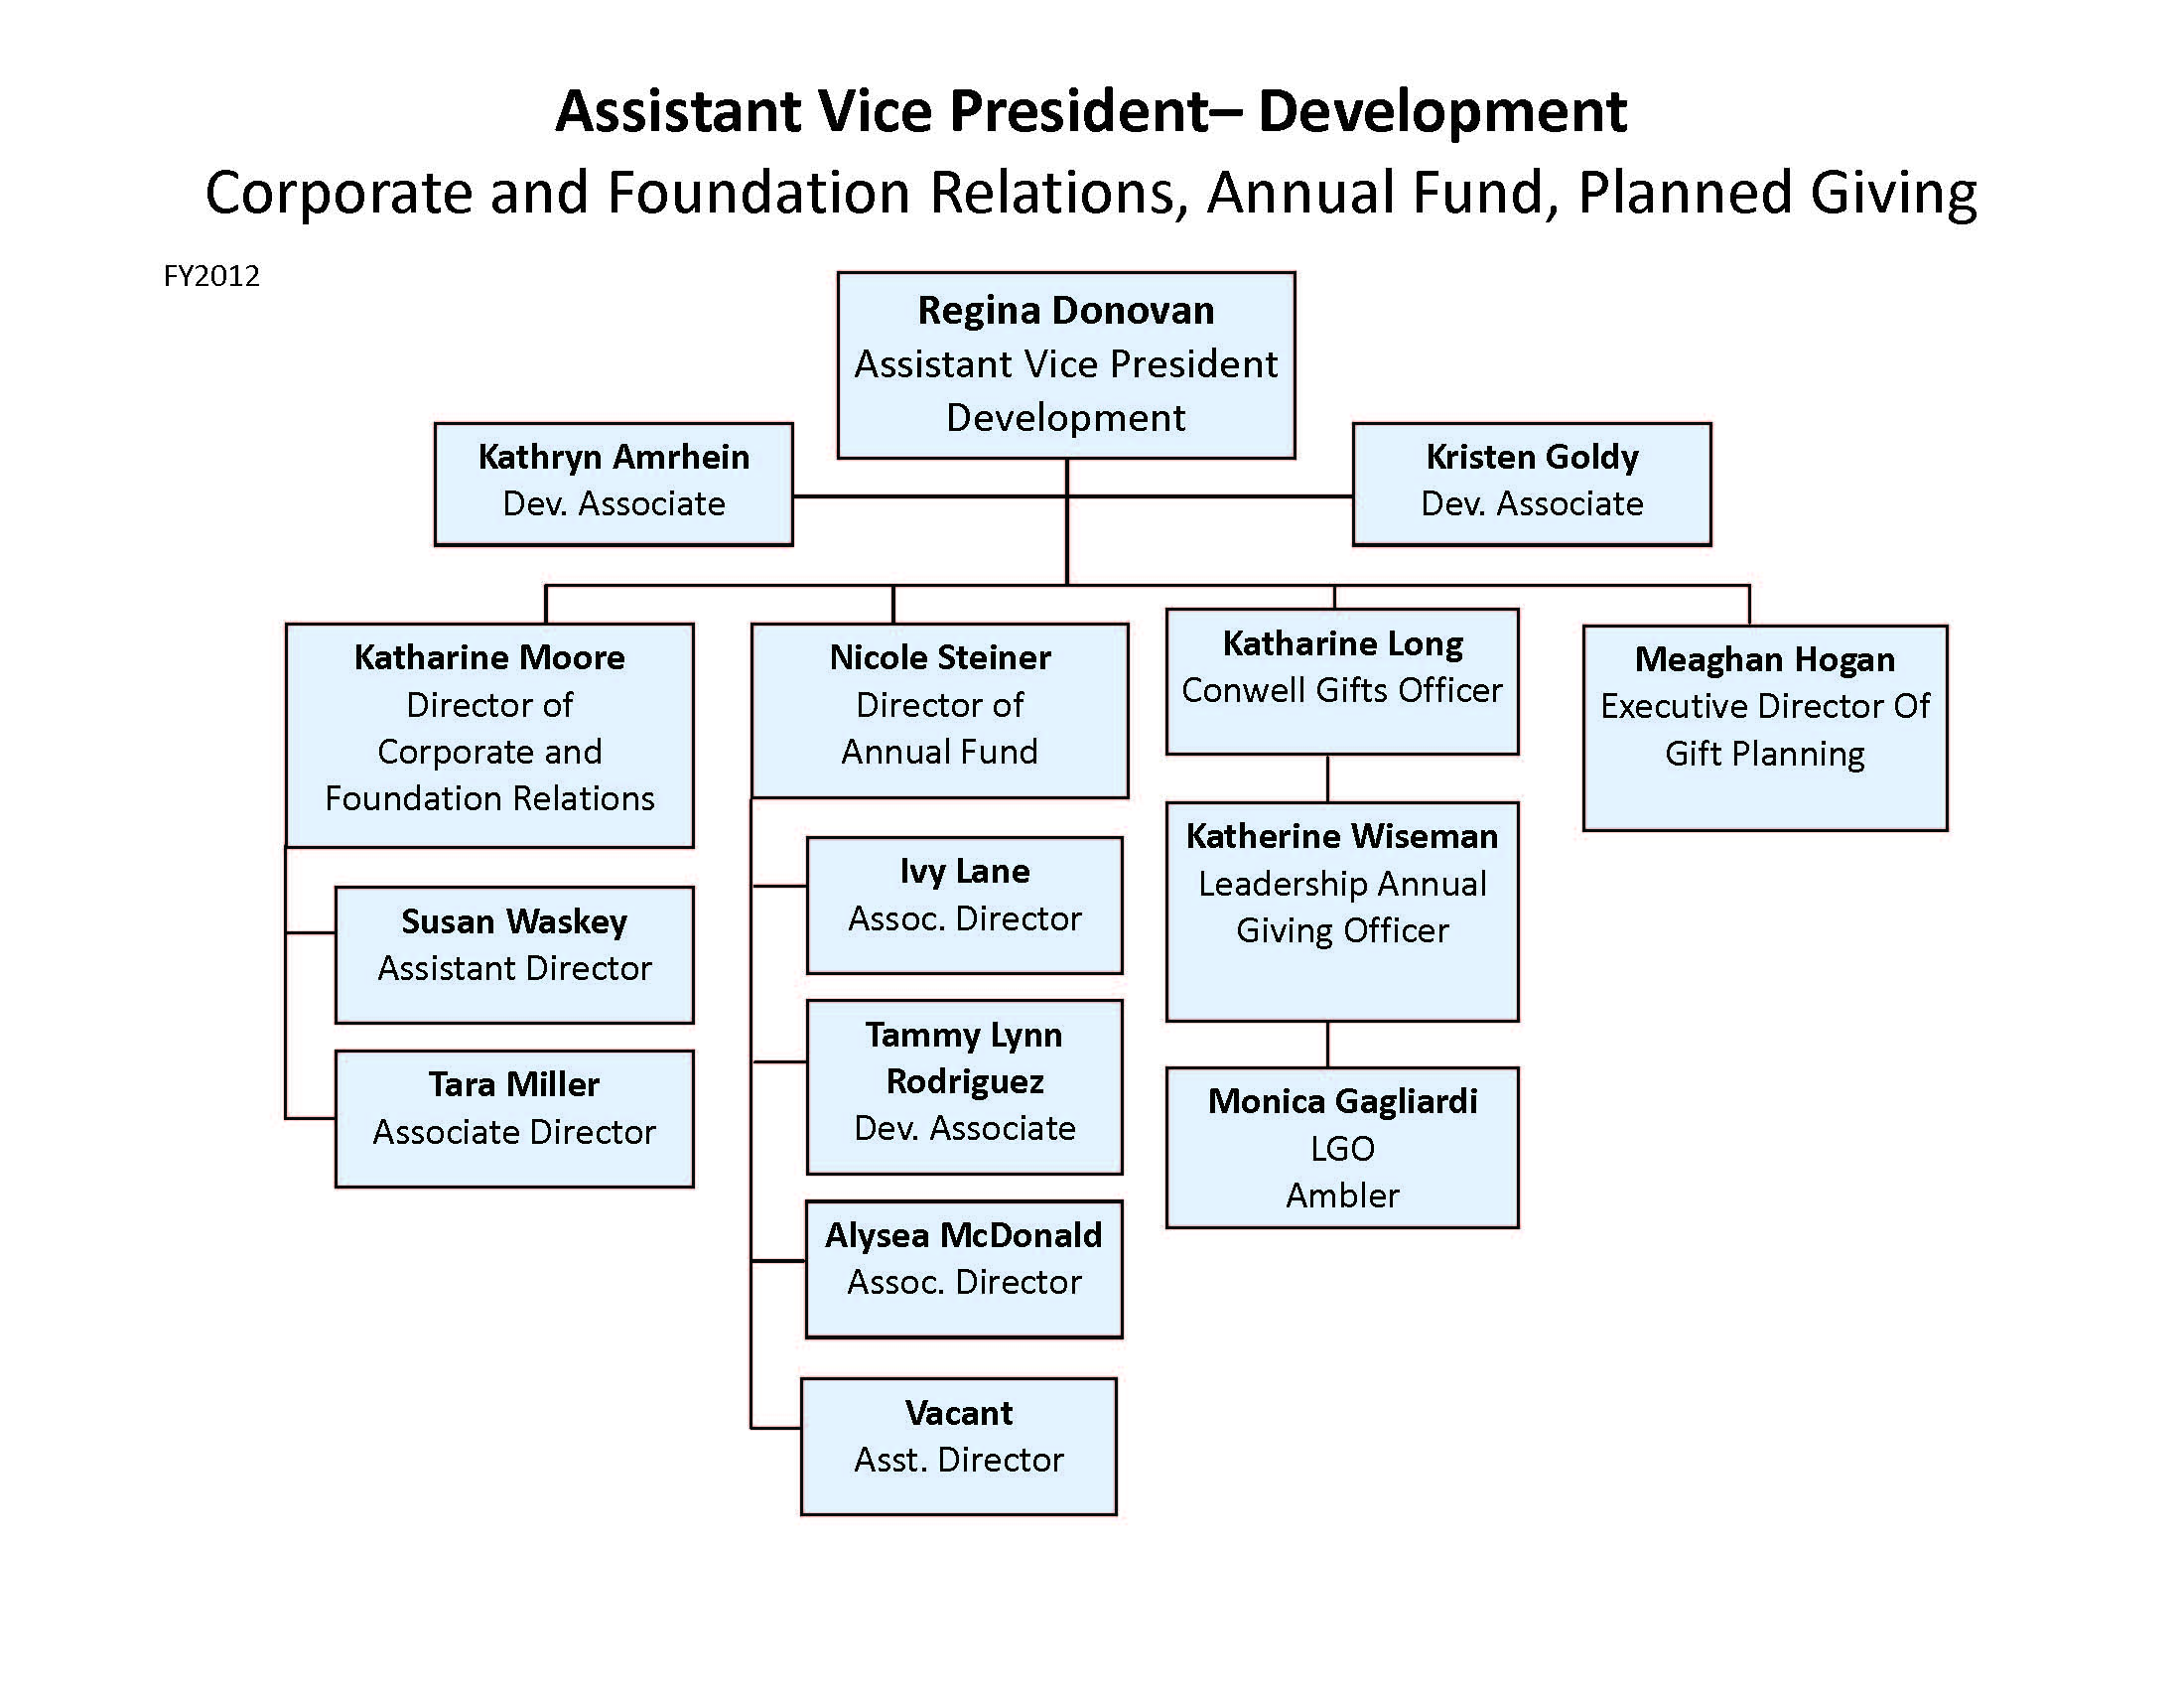 Assistant Vice President– Development
Corporate and Foundation Relations, Annual Fund, Planned Giving
FY2012
Regina Donovan
Assistant Vice President
Development
Kathryn Amrhein
Dev. Associate
Kristen Goldy
Dev. Associate
Katharine Moore
Director of
Corporate and
Foundation Relations
Susan Waskey
Assistant Director
Tara Miller
Associate Director
Nicole Steiner
Director of
Annual Fund
Ivy Lane
Assoc. Director
Tammy Lynn
Rodriguez
Dev. Associate
Alysea McDonald
Assoc. Director
Vacant
Asst. Director
Katharine Long
Conwell Gifts Officer
Katherine Wiseman
Leadership Annual
Giving Officer
Monica Gagliardi
LGO
Ambler
Meaghan Hogan
Executive Director Of
Gift Planning